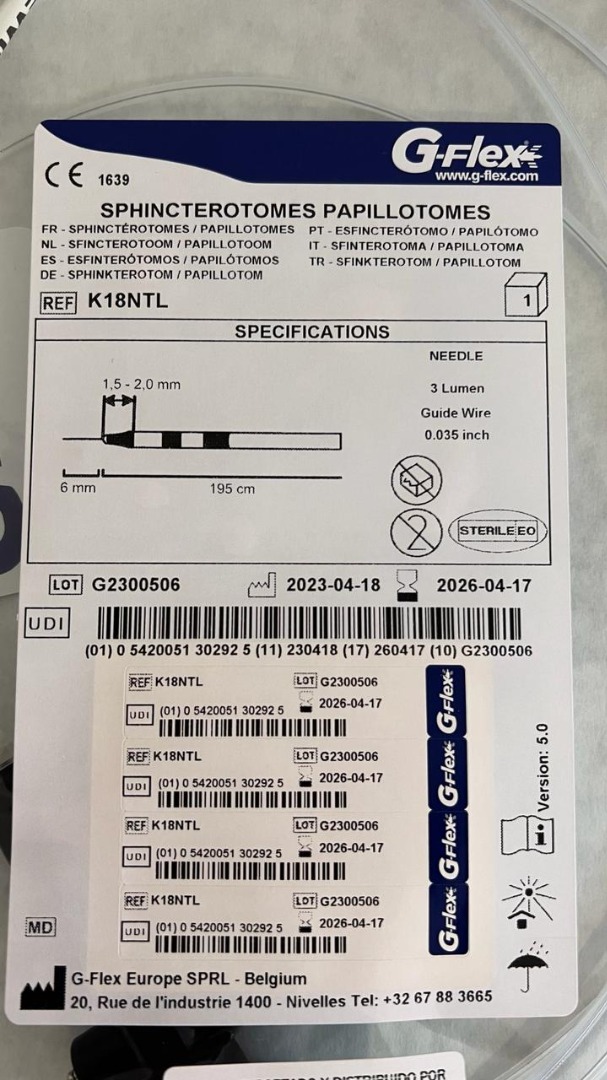 G-Flex
www.g-flex.com
CE 1639
SPHINCTEROTOMES PAPILLOTOMES
FR - SPHINCTÉROTOMES / PAPILLOTOMES PT - ESFINCTERÓTOMO / PAPILÓTOMO
NL - SFINCTEROTOOM / PAPILLOTOOM IT - SFINTEROTOMA / PAPILLOTOMA
ES - ESFINTERÓTOMOS / PAPILÓTOMOS TR - SFINKTEROTOM / PAPILLOTOM
DE - SPHINKTEROTOM / PAPILLOTOM
REF K18NTL 1
SPECIFICATIONS
NEEDLE
1,5 - 2,0 mm
3 Lumen
Guide Wire
0.035 inch
6 mm 195 cm
2 STERILE EO
LOT G2300506 2023-04-18 2026-04-17
UDI
(01) 0 5420051 30292 5 (11) 230418 (17) 260417 (10) G2300506
REF K18NTL LOT G2300506
UDI (01) 0 5420051 30292 5 2026-04-17
G-Flex
REF K18NTL LOT G2300506
UDI (01) 0 5420051 30292 5 2026-04-17
G-Flex
REF K18NTL LOT G2300506
UDI (01) 0 5420051 30292 5 2026-04-17
G-Flex
REF K18NTL LOT G2300506
UDI (01) 0 5420051 30292 5 2026-04-17
G-Flex
Version: 5.0
i
MD
G-Flex Europe SPRL - Belgium
20, Rue de l'industrie 1400 - Nivelles Tel: +32 67 88 3665
Y DISTRIBUIDO POR